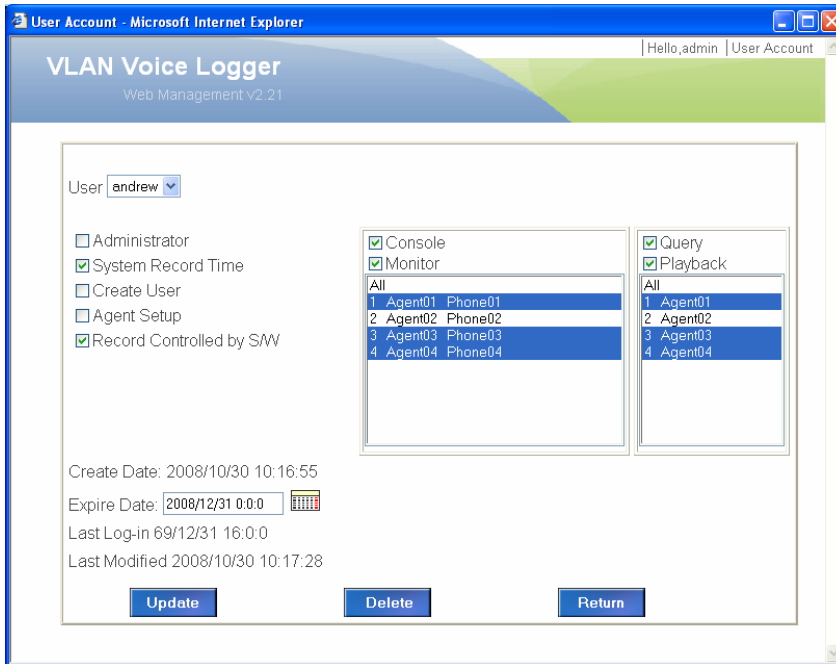 User Account - Microsoft Internet Explorer
|Hello,admin |User Account
VLAN Voice Logger
Web Management v2.21
User andrew
Administrator
System Record Time
Create User
Agent Setup
Record Controlled by S/W
Console
Monitor
All
1 Agent01 Phone01
2 Agent02 Phone02
3 Agent03 Phone03
4 Agent04 Phone04
Query
Playback
All
1 Agent01
2 Agent02
3 Agent03
4 Agent04
Create Date: 2008/10/30 10:16:55
Expire Date: 2008/12/31 0:0:0
Last Log-in 69/12/31 16:0:0
Last Modified 2008/10/30 10:17:28
Update Delete Return